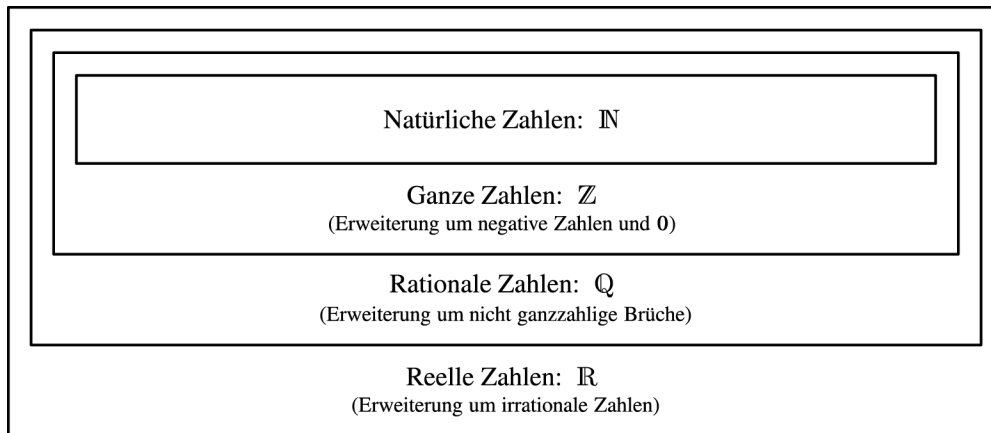 Natürliche Zahlen: ℕ
Ganze Zahlen: ℤ
(Erweiterung um negative Zahlen und 0)
Rationale Zahlen: ℚ
(Erweiterung um nicht ganzzahlige Brüche)
Reelle Zahlen: ℝ
(Erweiterung um irrationale Zahlen)